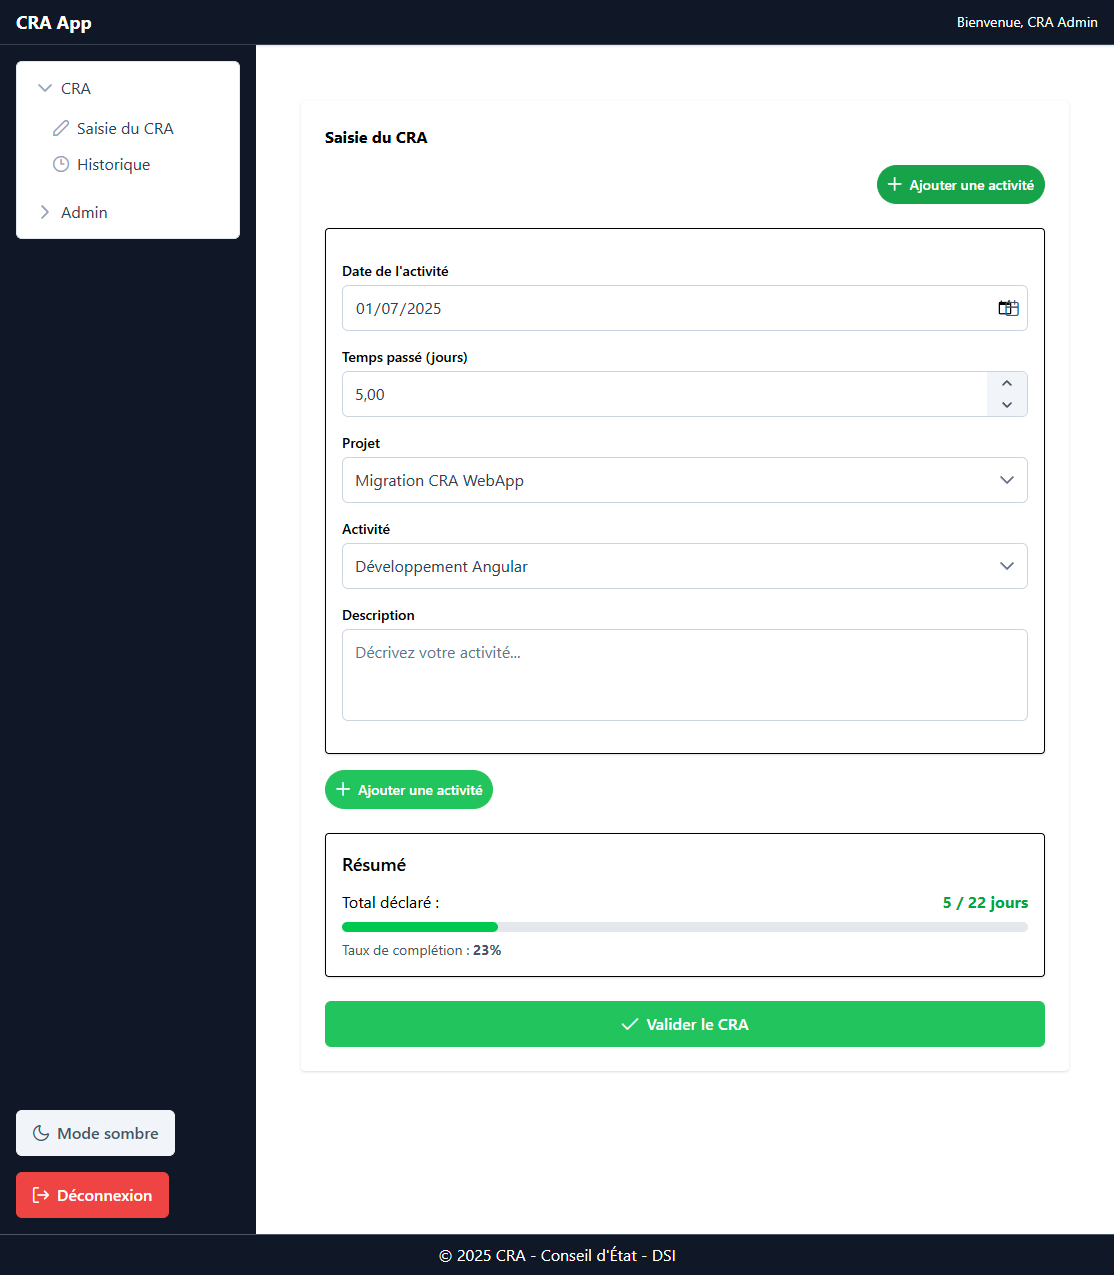 CRA App
Bienvenue, CRA Admin
CRA
Saisie du CRA
Historique
Admin
Saisie du CRA
Ajouter une activité
Date de l'activité
01/07/2025
Temps passé (jours)
5,00
Projet
Migration CRA WebApp
Activité
Développement Angular
Description
Décrivez votre activité...
Ajouter une activité
Résumé
Total déclaré :
5 / 22 jours
Taux de complétion : 23%
Valider le CRA
Mode sombre
Déconnexion
© 2025 CRA - Conseil d'État - DSI